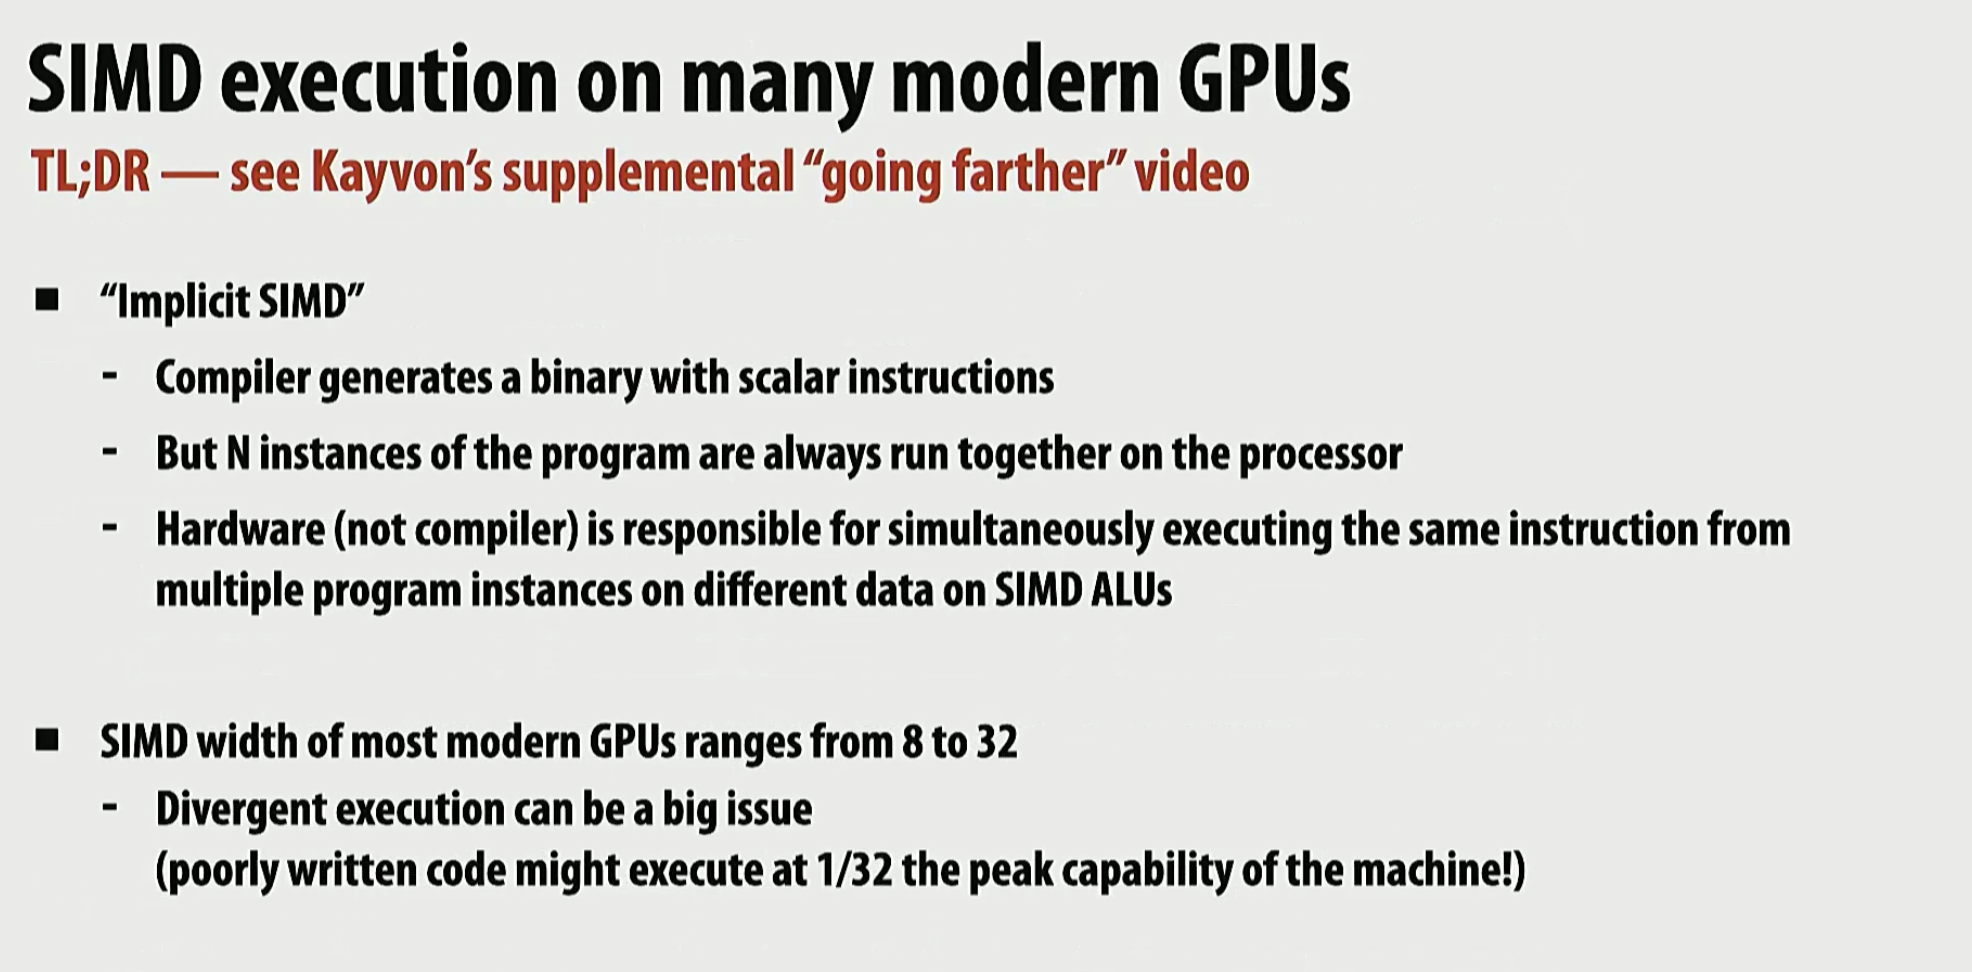 SIMD execution on many modern GPUs
TL;DR — see Kayvon’s supplemental “going farther” video
■ “Implicit SIMD”
- Compiler generates a binary with scalar instructions
- But N instances of the program are always run together on the processor
- Hardware (not compiler) is responsible for simultaneously executing the same instruction from
multiple program instances on different data on SIMD ALUs
■ SIMD width of most modern GPUs ranges from 8 to 32
- Divergent execution can be a big issue
(poorly written code might execute at 1/32 the peak capability of the machine!)